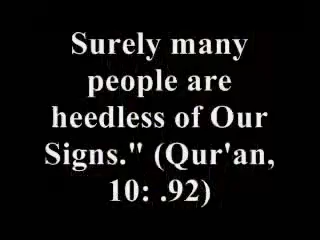 Surely many
people are
heedless of Our
Signs." (Qur'an,
10: .92)